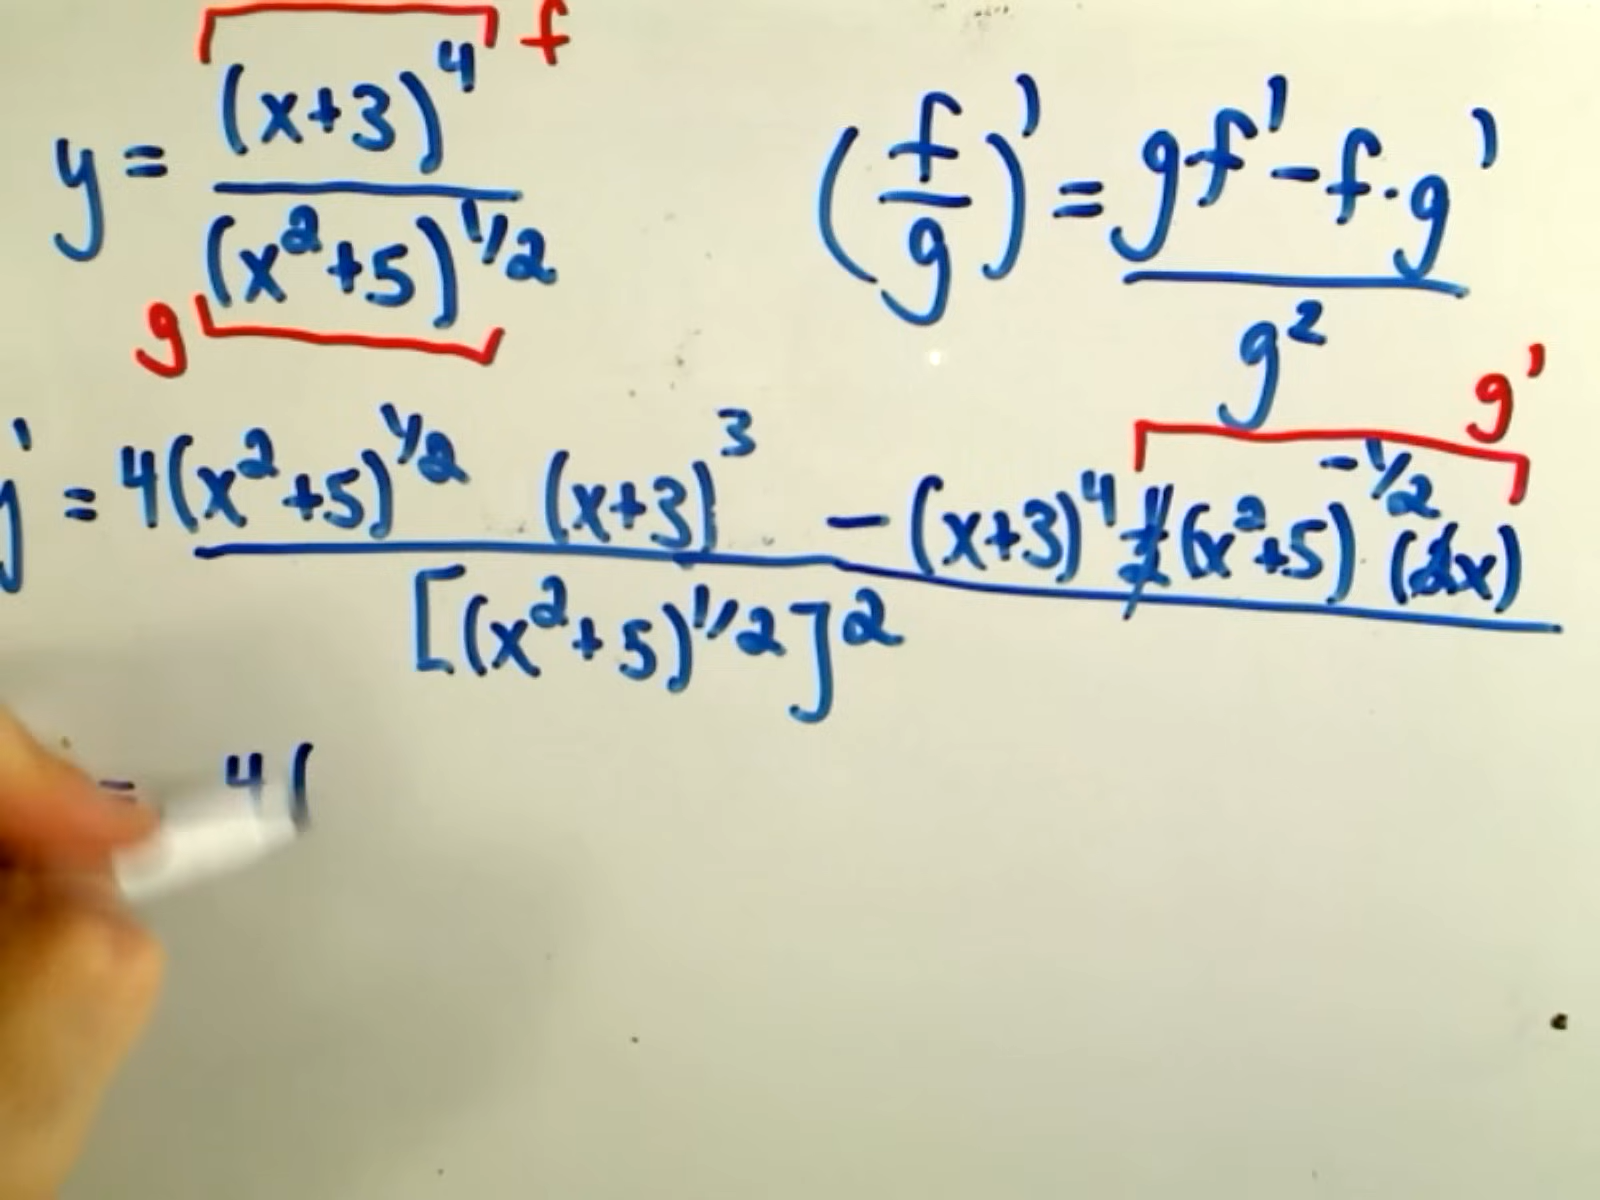 f
y = (x+3)^4 / (x^2+5)^1/2
g
(f/g)' = gf' - f·g' / g^2
g'
y' = 4(x^2+5)^1/2 (x+3)^3 - (x+3)^4 1/2 (x^2+5)^-1/2 (2x) / [(x^2+5)^1/2]^2
= 4(